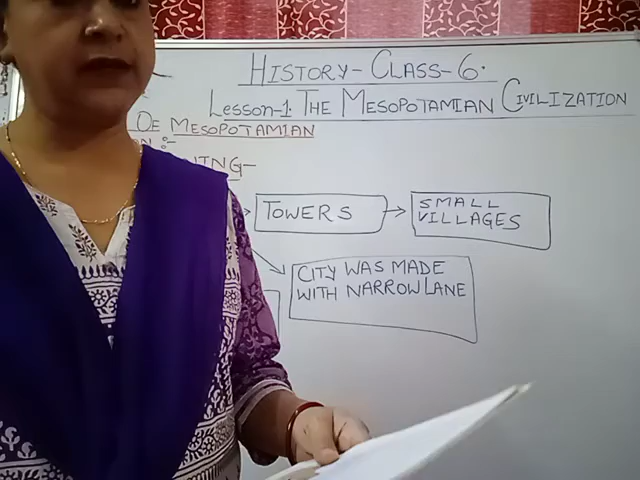 HISTORY-CLASS-6.
Lesson-1: THE MESOPOTAMIAN CIVILIZATION
OF MESOPOTAMIAN
:-
TOWERS
SMALL
VILLAGES
CITY WAS MADE
WITH NARROW LANE